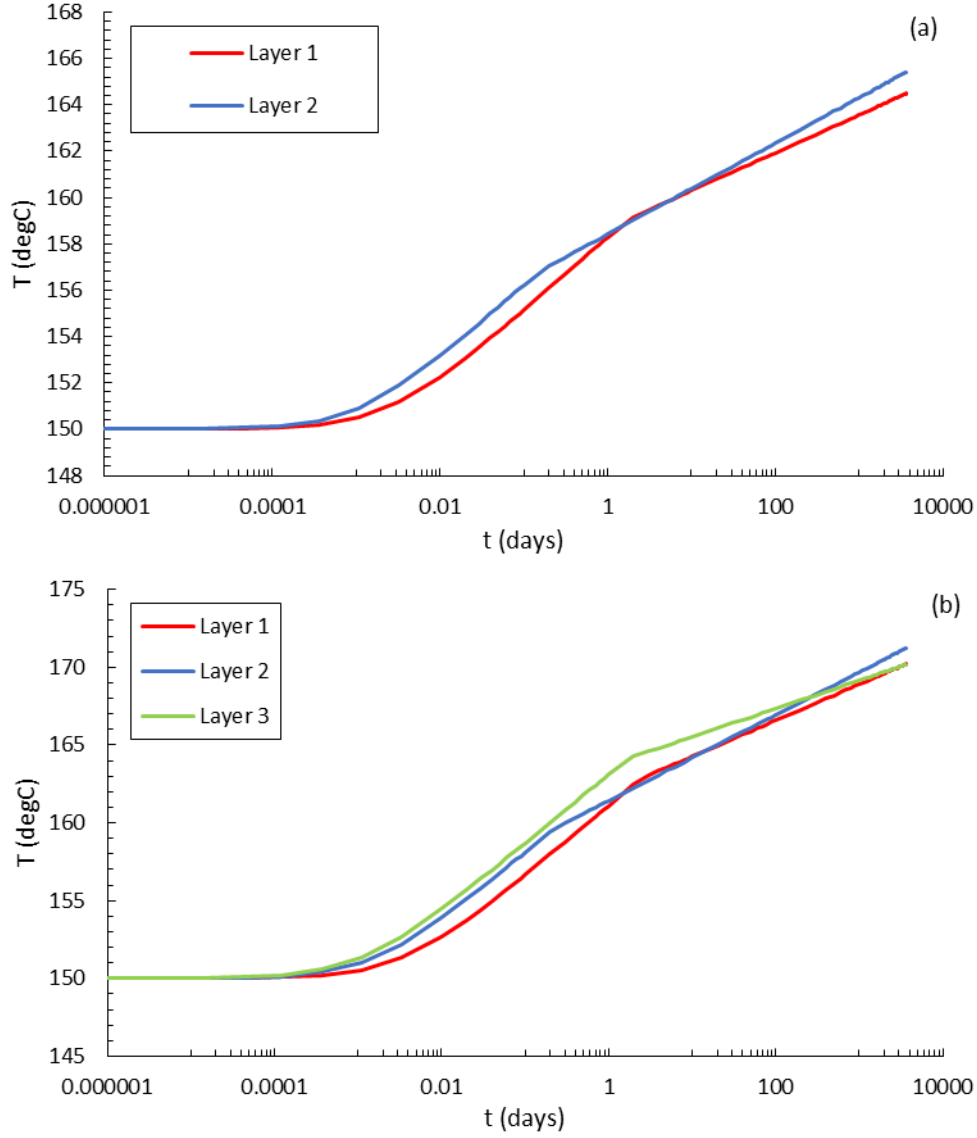 (a)
168
166
164
162
160
158
156
154
152
150
148
T (degC)
Layer 1
Layer 2
0.000001 0.0001 0.01 1 100 10000
t (days)
(b)
175
170
165
160
155
150
145
T (degC)
Layer 1
Layer 2
Layer 3
0.000001 0.0001 0.01 1 100 10000
t (days)